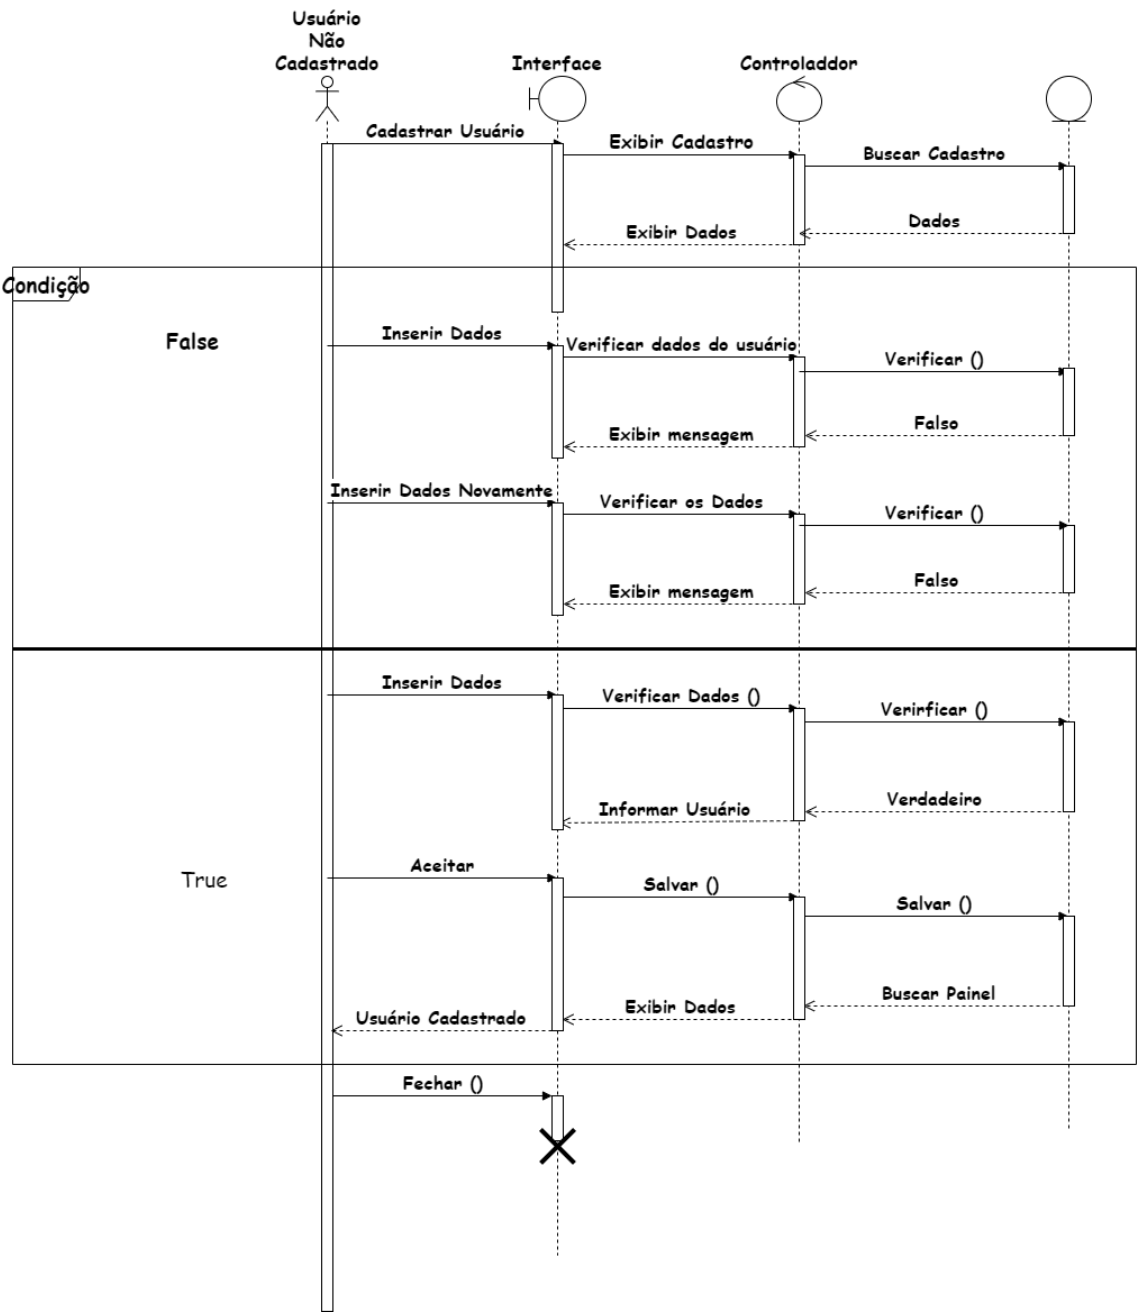 Usuário
Não
Cadastrado
Interface
Controladdor
Cadastrar Usuário
Exibir Cadastro
Buscar Cadastro
Dados
Exibir Dados
Condição
False
Inserir Dados
Verificar dados do usuário
Verificar ()
Falso
Exibir mensagem
Inserir Dados Novamente
Verificar os Dados
Verificar ()
Falso
Exibir mensagem
Inserir Dados
Verificar Dados ()
Verirficar ()
Verdadeiro
Informar Usuário
True
Aceitar
Salvar ()
Salvar ()
Buscar Painel
Exibir Dados
Usuário Cadastrado
Fechar ()